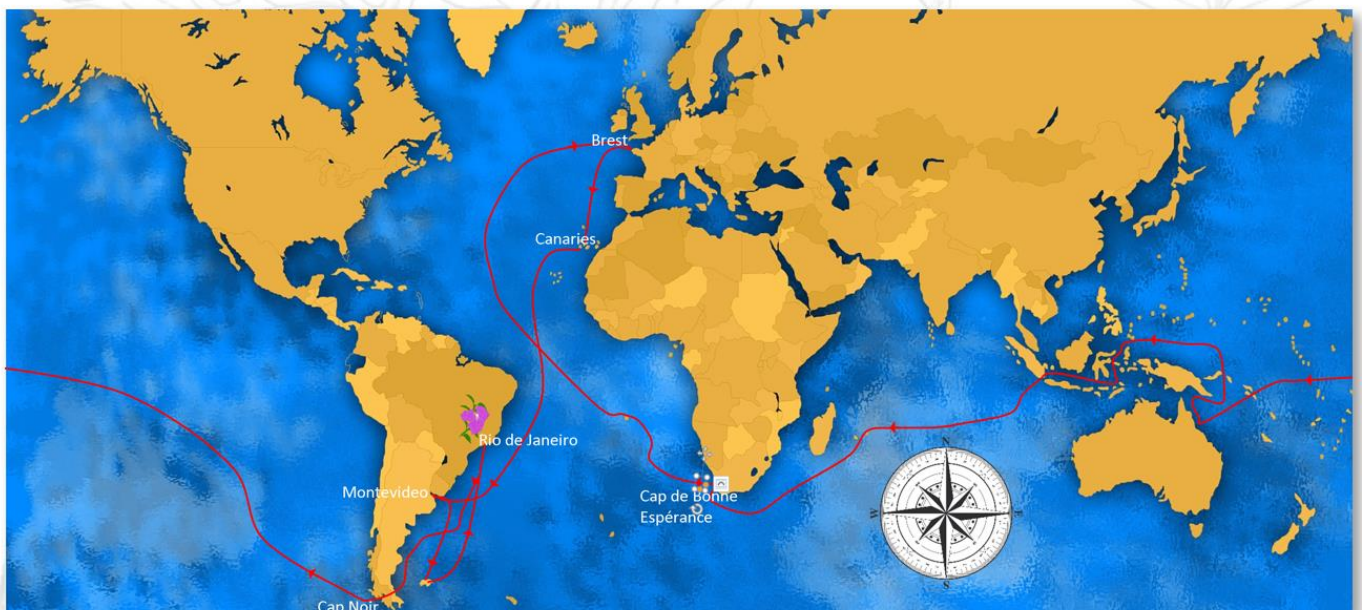 Brest
Canaries
Rio de Janeiro
Montevideo
Cap de Bonne
Espérance
N
W
E
S
Cap Noir